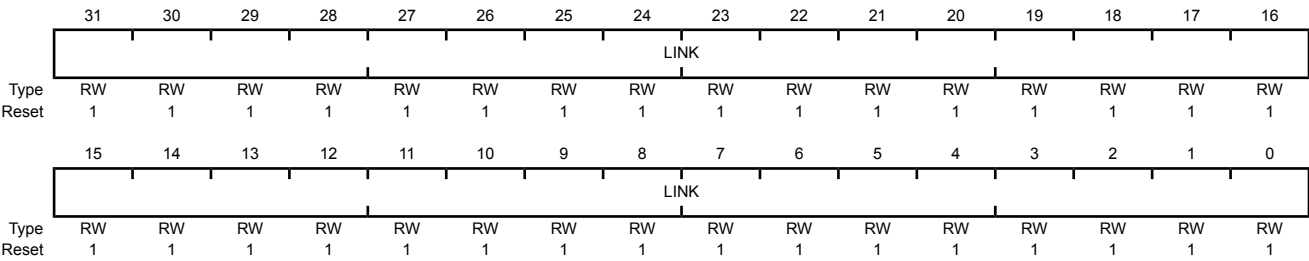 31 30 29 28 27 26 25 24 23 22 21 20 19 18 17 16
LINK
Type RW RW RW RW RW RW RW RW RW RW RW RW RW RW RW RW
Reset 1 1 1 1 1 1 1 1 1 1 1 1 1 1 1 1
15 14 13 12 11 10 9 8 7 6 5 4 3 2 1 0
LINK
Type RW RW RW RW RW RW RW RW RW RW RW RW RW RW RW RW
Reset 1 1 1 1 1 1 1 1 1 1 1 1 1 1 1 1